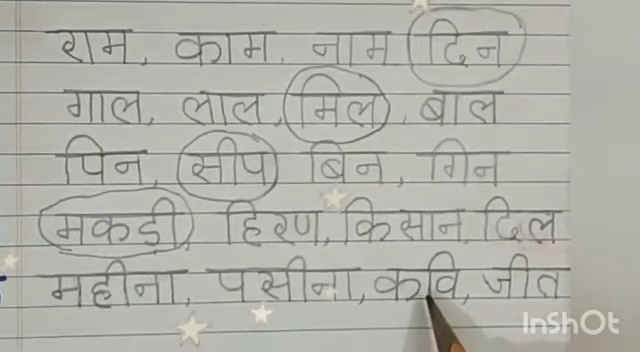 राम, काम, नाम दिन
गाल, लाल, मिल, बाल
पिन, सीप बिन, गिन
मकडी, हिरण, किसान, दिल
महीना, पसीना, कवि, जीत
InShOt